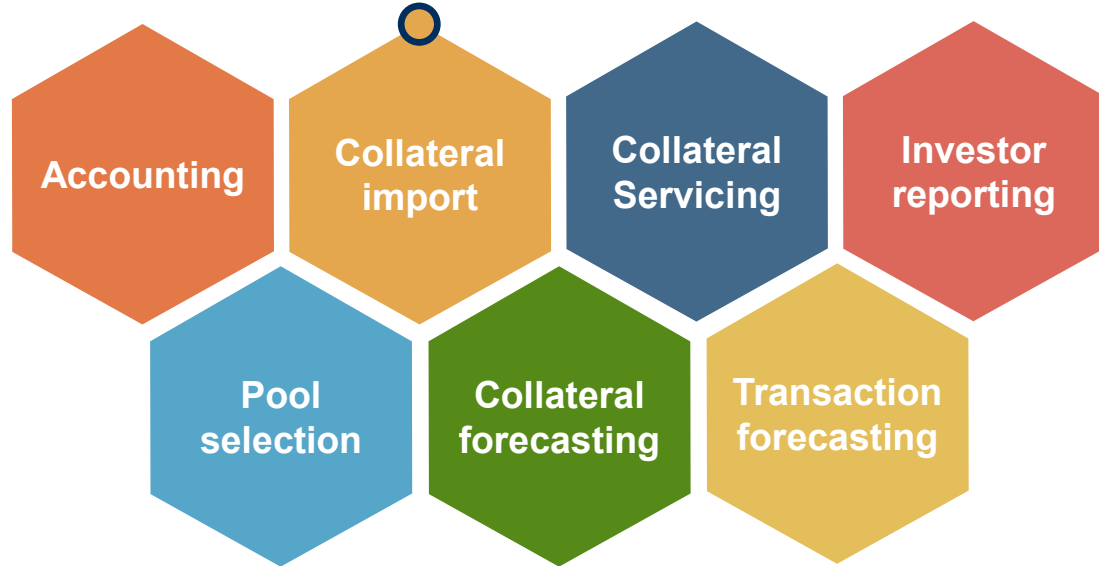 Accounting
Collateral
import
Collateral
Servicing
Investor
reporting
Pool
selection
Collateral
forecasting
Transaction
forecasting